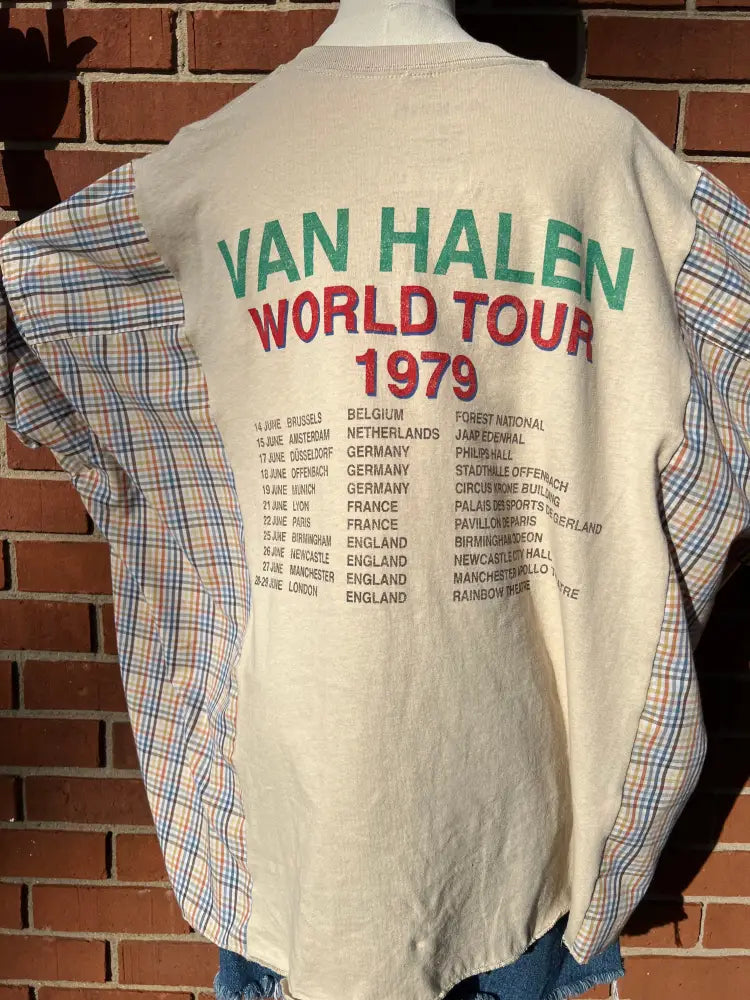 VAN HALEN
WORLD TOUR
1979
14 JUNE BRUSSELS BELGIUM FOREST NATIONAL
15 JUNE AMSTERDAM NETHERLANDS JAAP EDENHAL
17 JUNE DÜSSELDORF GERMANY PHILIPS HALL
18 JUNE OFFENBACH GERMANY STADTHALLE OFFENBACH
19 JUNE MUNICH GERMANY CIRCUS KRONE BUILDING
21 JUNE LYON FRANCE PALAIS DES SPORTS DE GERLAND
22 JUNE PARIS FRANCE PAVILLON DE PARIS
25 JUNE BIRMINGHAM ENGLAND BIRMINGHAM ODEON
26 JUNE NEWCASTLE ENGLAND NEWCASTLE CITY HALL
27 JUNE MANCHESTER ENGLAND MANCHESTER APOLLO THEATRE
28-29 JUNE LONDON ENGLAND RAINBOW THEATRE